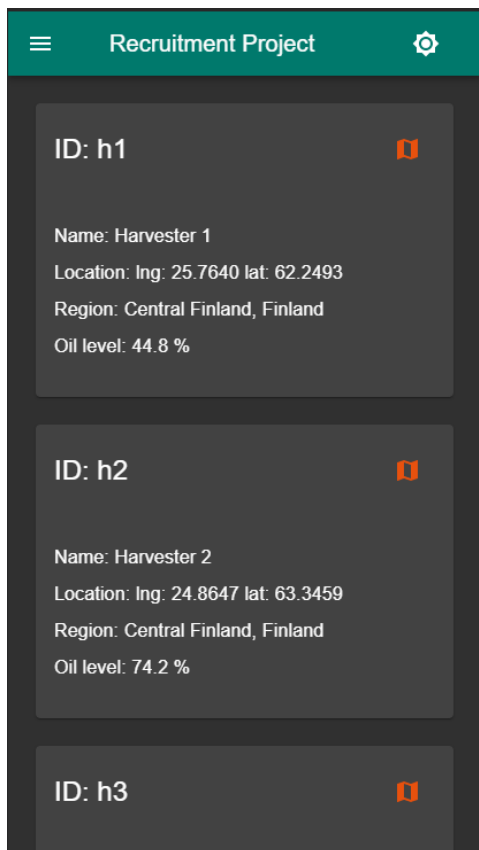 Recruitment Project
ID: h1
Name: Harvester 1
Location: lng: 25.7640 lat: 62.2493
Region: Central Finland, Finland
Oil level: 44.8 %
ID: h2
Name: Harvester 2
Location: lng: 24.8647 lat: 63.3459
Region: Central Finland, Finland
Oil level: 74.2 %
ID: h3